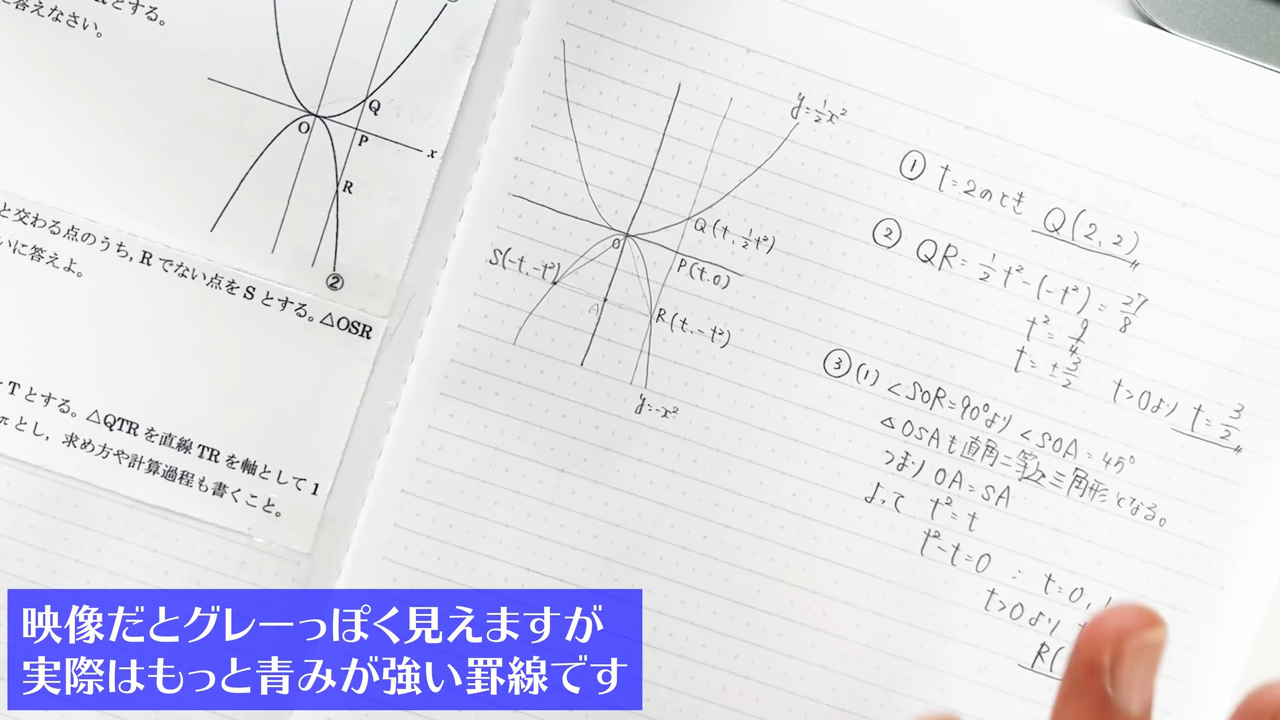 とする。
に答えなさい。
Q
O
P
x
R
②
と交わる点のうち, R でない点を S とする。△OSR
いに答えよ。
T とする。△QTR を直線 TR を軸として 1
π とし, 求め方や計算過程も書くこと。
y=1/2x²
O
Q(t, 1/2t²)
P(t,0)
S(-t,-t²)
A
R(t,-t²)
y=-x²
① t=2のとき Q(2,2)
② QR=1/2t²-(-t²)=27/8
t²=9/4
t=±3/2 t>0より t=3/2
③(1) <SOR=90°より <SOA=45°
△OSAも直角二等辺三角形となる。
つまり OA=SA
よって t²=t
t²-t=0 : t=0,
t>0より
R(
映像だとグレーっぽく見えますが
実際はもっと青みが強い罫線です